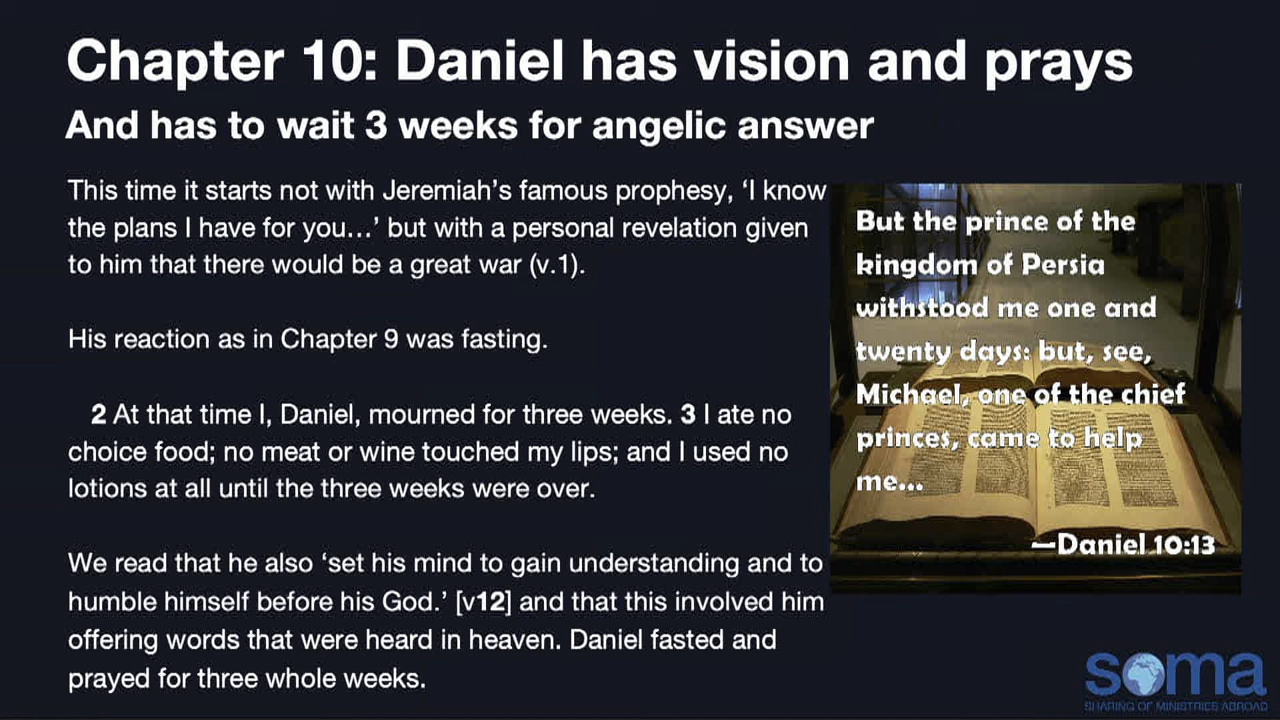 Chapter 10: Daniel has vision and prays
And has to wait 3 weeks for angelic answer
This time it starts not with Jeremiah’s famous prophesy, ‘I know
the plans I have for you…’ but with a personal revelation given
to him that there would be a great war (v.1).
His reaction as in Chapter 9 was fasting.
2 At that time I, Daniel, mourned for three weeks. 3 I ate no
choice food; no meat or wine touched my lips; and I used no
lotions at all until the three weeks were over.
We read that he also ‘set his mind to gain understanding and to
humble himself before his God.’ [v12] and that this involved him
offering words that were heard in heaven. Daniel fasted and
prayed for three whole weeks.
But the prince of the
kingdom of Persia
withstood me one and
twenty days: but, see,
Michael, one of the chief
princes, came to help
me...
—Daniel 10:13
soma
SHARING OF MINISTRIES ABROAD